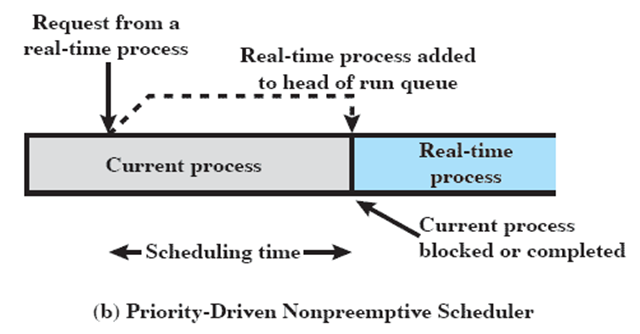 Request from a
real-time process
Real-time process added
to head of run queue
Current process
Real-time
process
Scheduling time
Current process
blocked or completed
(b) Priority-Driven Nonpreemptive Scheduler